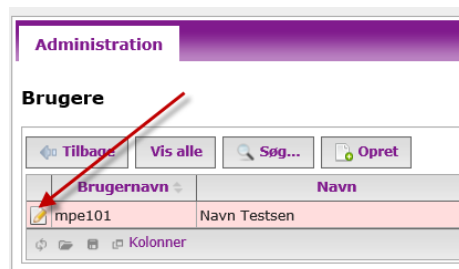 Administration
Brugere
Tilbage Vis alle Søg... Opret
Brugernavn Navn
mpe101 Navn Testsen
Kolonner